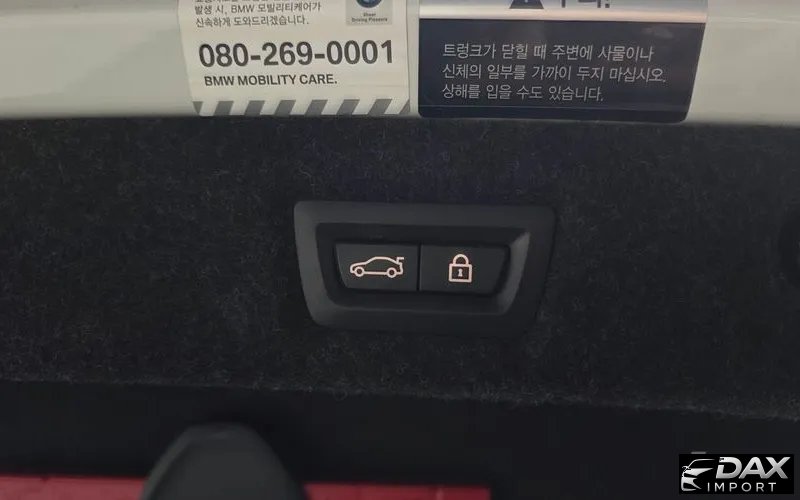 발생 시, BMW 모빌리티케어가
신속하게 도와드리겠습니다.
080-269-0001
BMW MOBILITY CARE.
Sheer
Driving Pleasure
트렁크가 닫힐 때 주변에 사물이나
신체의 일부를 가까이 두지 마십시오.
상해를 입을 수도 있습니다.
DAX
IMPORT